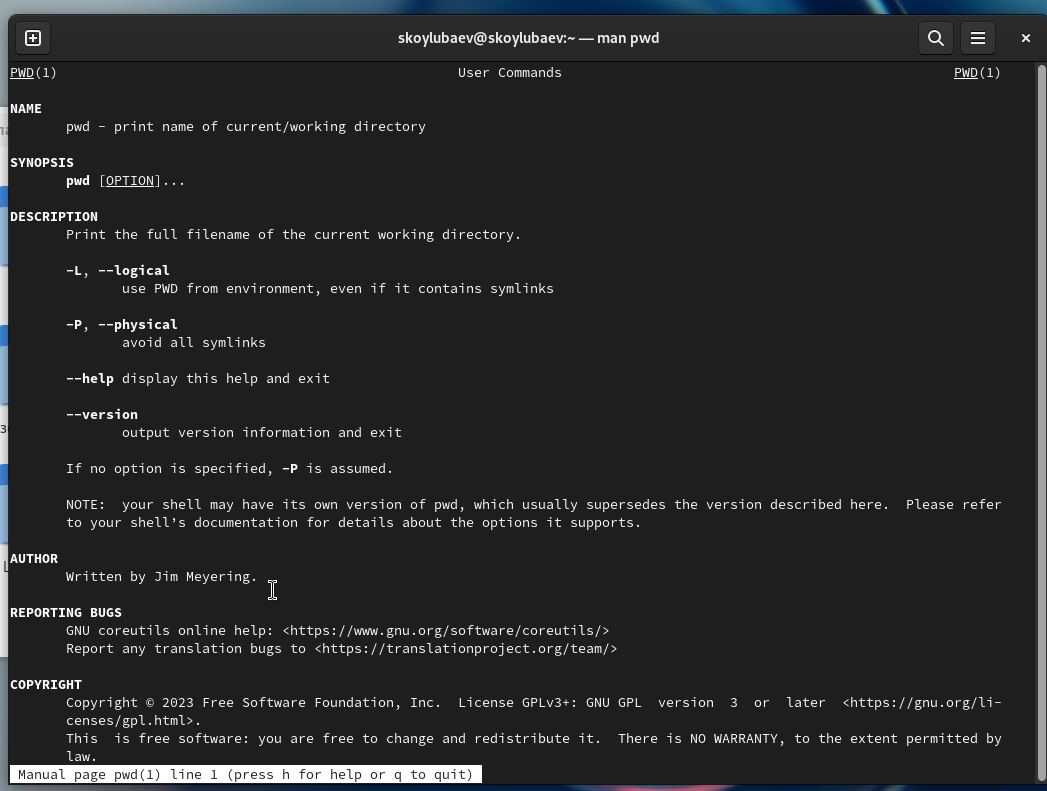 skoylubaev@skoylubaev:~ — man pwd
PWD(1) User Commands PWD(1)
NAME
pwd - print name of current/working directory
SYNOPSIS
pwd [OPTION]...
DESCRIPTION
Print the full filename of the current working directory.
-L, --logical
use PWD from environment, even if it contains symlinks
-P, --physical
avoid all symlinks
--help display this help and exit
--version
output version information and exit
If no option is specified, -P is assumed.
NOTE:  your shell may have its own version of pwd, which usually supersedes the version described here.  Please refer
to your shell’s documentation for details about the options it supports.
AUTHOR
Written by Jim Meyering.
REPORTING BUGS
GNU coreutils online help: <https://www.gnu.org/software/coreutils/>
Report any translation bugs to <https://translationproject.org/team/>
COPYRIGHT
Copyright © 2023 Free Software Foundation, Inc.  License GPLv3+: GNU GPL  version  3  or  later  <https://gnu.org/li-
censes/gpl.html>.
This  is free software: you are free to change and redistribute it.  There is NO WARRANTY, to the extent permitted by
law.
Manual page pwd(1) line 1 (press h for help or q to quit)